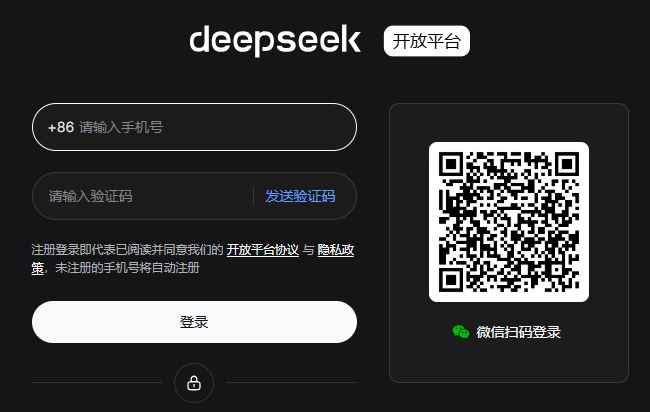 deepseek 开放平台
+86 请输入手机号
请输入验证码 发送验证码
注册登录即代表已阅读并同意我们的 开放平台协议 与 隐私政
策，未注册的手机号将自动注册
登录
微信扫码登录